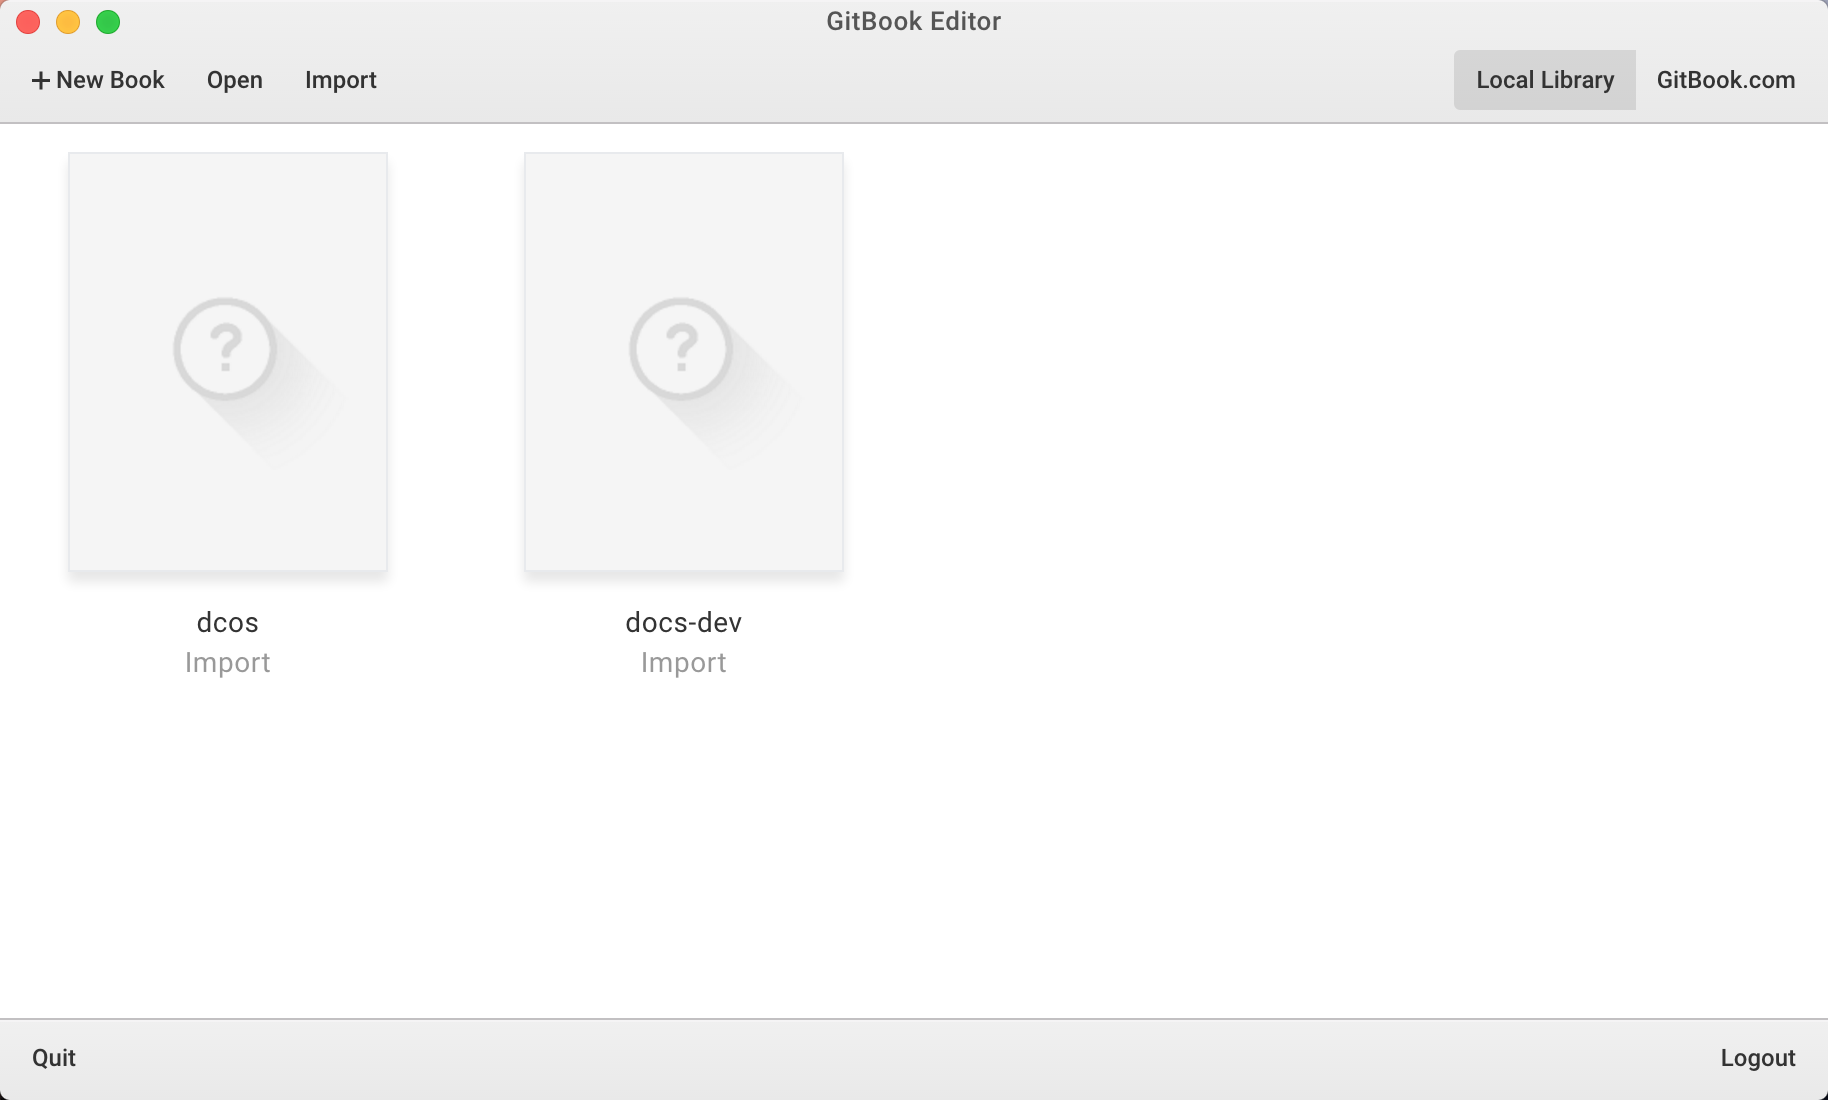 GitBook Editor
New Book Open Import Local Library GitBook.com
? ?
dcos docs-dev
Import Import
Quit Logout